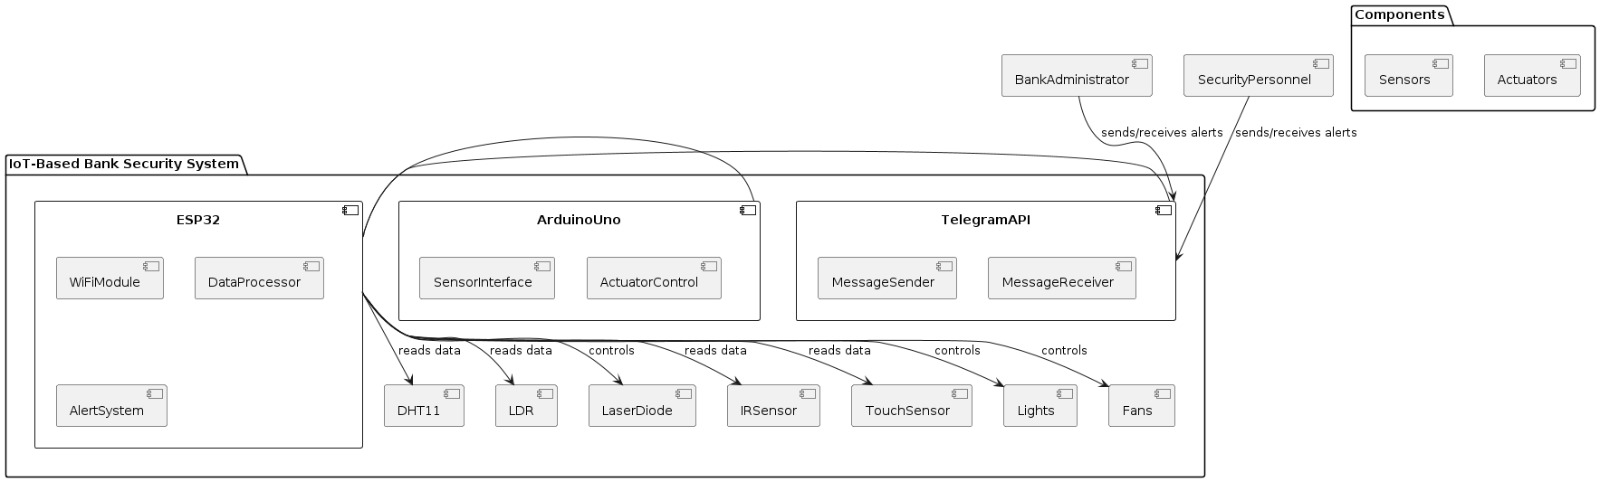 Components
Sensors
Actuators
BankAdministrator
SecurityPersonnel
sends/receives alerts
sends/receives alerts
IoT-Based Bank Security System
ESP32
WiFiModule
DataProcessor
AlertSystem
ArduinoUno
SensorInterface
ActuatorControl
TelegramAPI
MessageSender
MessageReceiver
reads data
reads data
controls
reads data
reads data
controls
controls
DHT11
LDR
LaserDiode
IRSensor
TouchSensor
Lights
Fans